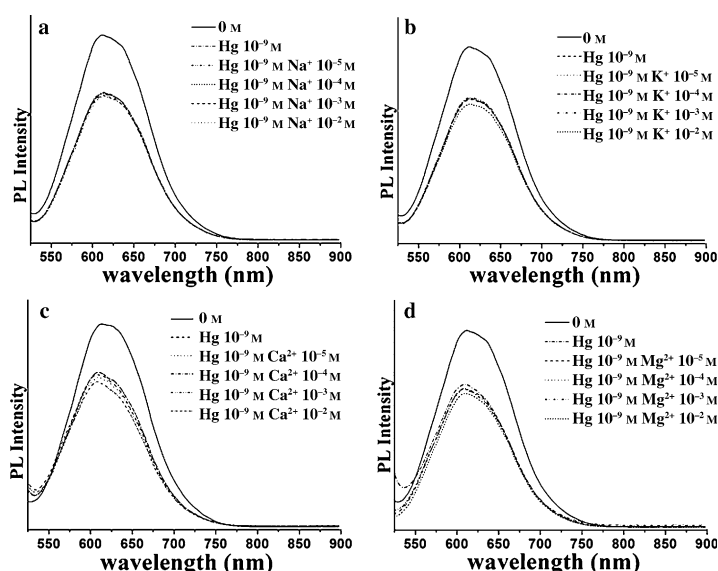 a
0 M
Hg 10⁻⁹ M
Hg 10⁻⁹ M Na⁺ 10⁻⁵ M
Hg 10⁻⁹ M Na⁺ 10⁻⁴ M
Hg 10⁻⁹ M Na⁺ 10⁻³ M
Hg 10⁻⁹ M Na⁺ 10⁻² M
PL Intensity
550 600 650 700 750 800 850 900
wavelength (nm)
b
0 M
Hg 10⁻⁹ M
Hg 10⁻⁹ M K⁺ 10⁻⁵ M
Hg 10⁻⁹ M K⁺ 10⁻⁴ M
Hg 10⁻⁹ M K⁺ 10⁻³ M
Hg 10⁻⁹ M K⁺ 10⁻² M
PL Intensity
550 600 650 700 750 800 850 900
wavelength (nm)
c
0 M
Hg 10⁻⁹ M
Hg 10⁻⁹ M Ca²⁺ 10⁻⁵ M
Hg 10⁻⁹ M Ca²⁺ 10⁻⁴ M
Hg 10⁻⁹ M Ca²⁺ 10⁻³ M
Hg 10⁻⁹ M Ca²⁺ 10⁻² M
PL Intensity
550 600 650 700 750 800 850 900
wavelength (nm)
d
0 M
Hg 10⁻⁹ M
Hg 10⁻⁹ M Mg²⁺ 10⁻⁵ M
Hg 10⁻⁹ M Mg²⁺ 10⁻⁴ M
Hg 10⁻⁹ M Mg²⁺ 10⁻³ M
Hg 10⁻⁹ M Mg²⁺ 10⁻² M
PL Intensity
550 600 650 700 750 800 850 900
wavelength (nm)